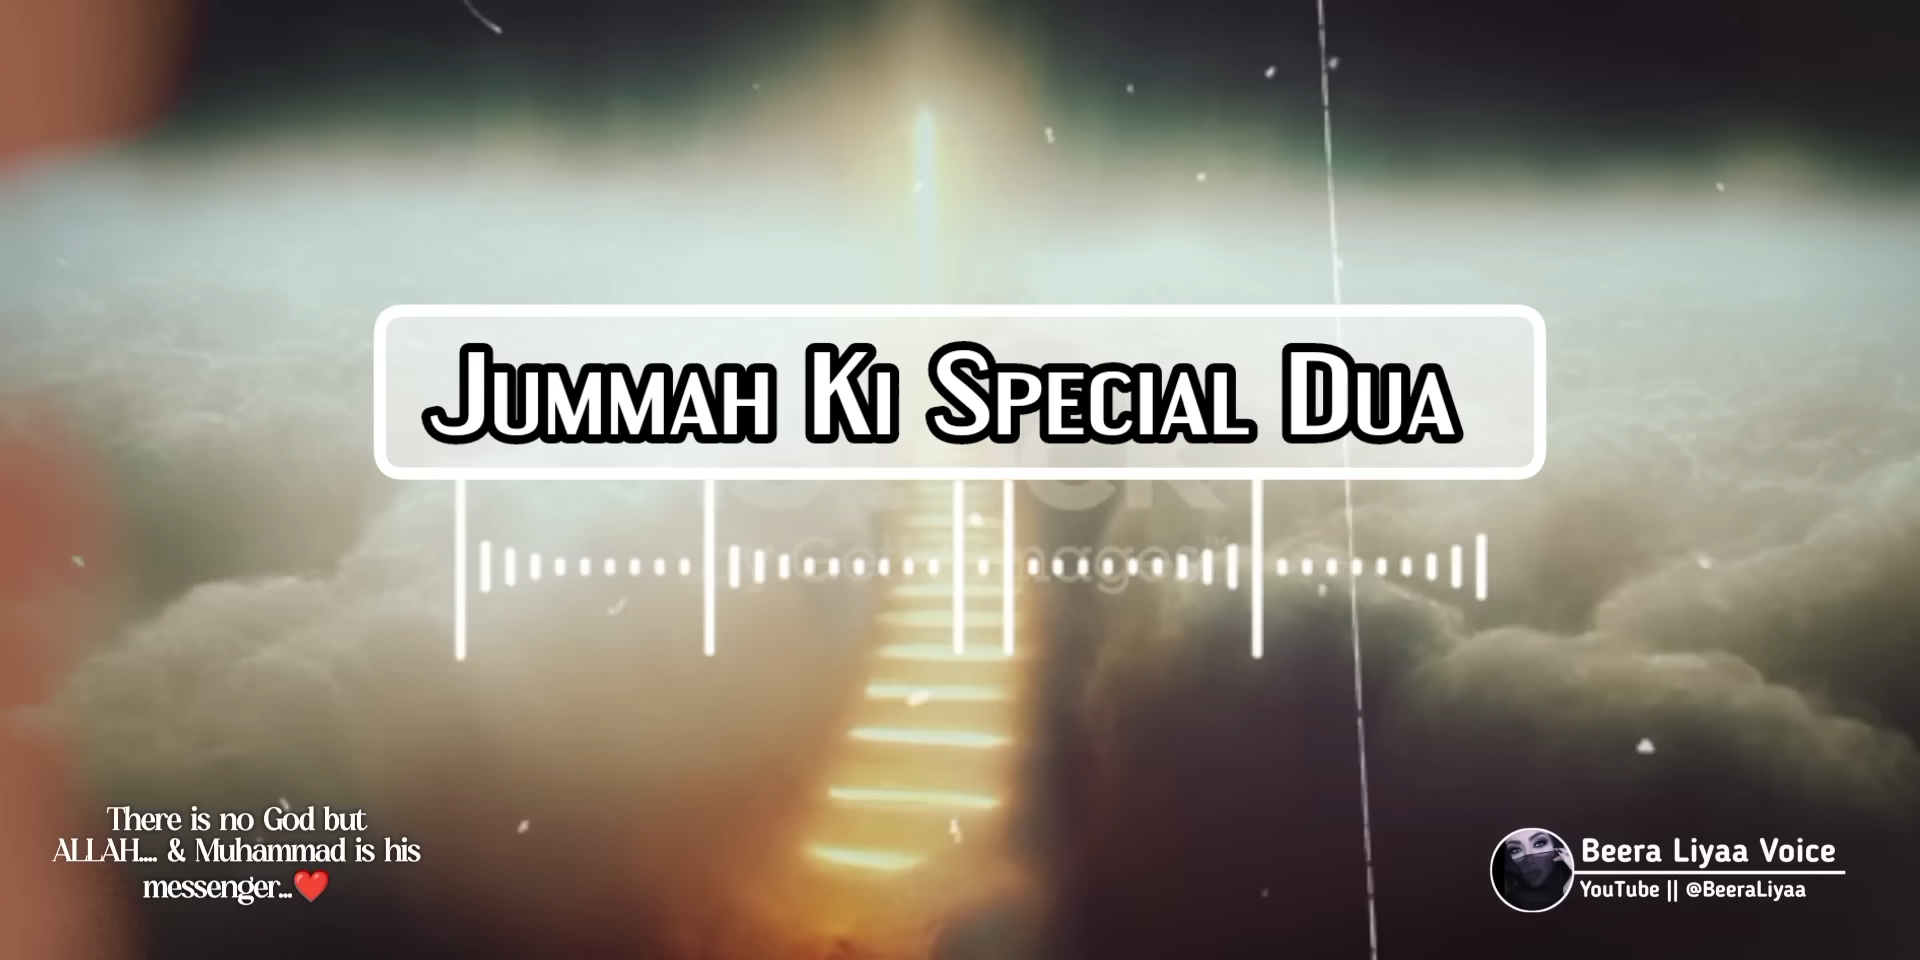 Jummah Ki Special Dua
There is no God but
ALLAH.... & Muhammad is his
messenger...❤️
Beera Liyaa Voice
YouTube || @BeeraLiyaa